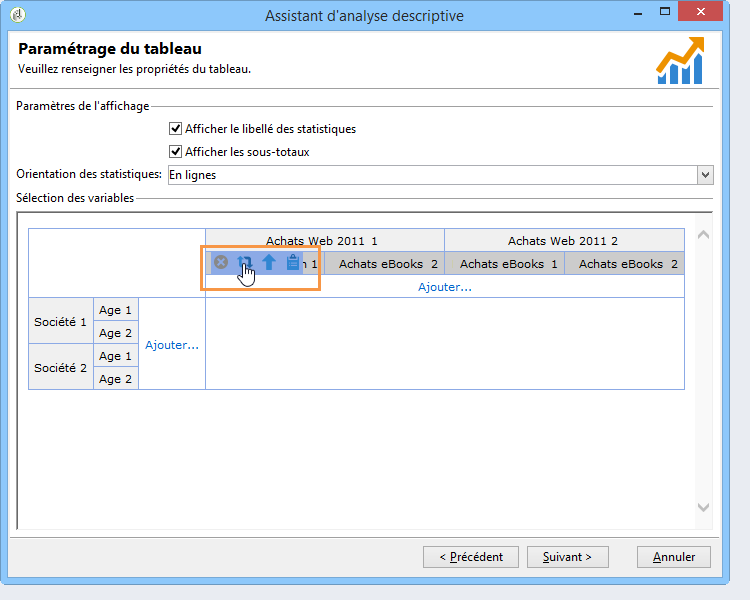 Assistant d'analyse descriptive
Paramétrage du tableau
Veuillez renseigner les propriétés du tableau.
Paramètres de l'affichage
Afficher le libellé des statistiques
Afficher les sous-totaux
Orientation des statistiques: En lignes
Sélection des variables
Achats Web 2011 1 Achats Web 2011 2
1 Achats eBooks 2 Achats eBooks 1 Achats eBooks 2
Ajouter...
Société 1 Age 1
Age 2
Ajouter...
Société 2 Age 1
Age 2
< Précédent Suivant > Annuler